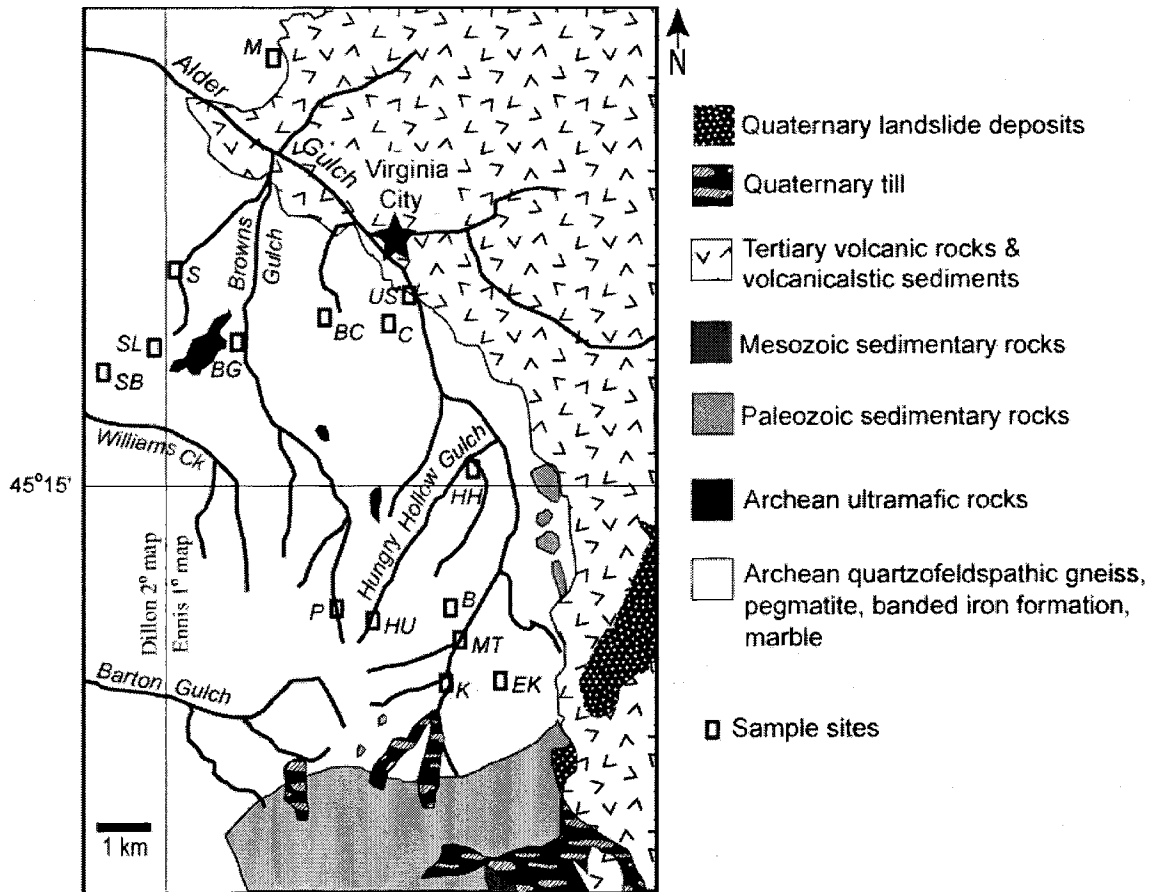 N
M
Alder
Gulch
Virginia
City
Browns
Gulch
S
US
BC
C
SL
BG
SB
Williams Ck
45°15'
Hungry Hollow Gulch
HH
Dillon 2° map
Ennis 1° map
P
HU
B
MT
K
EK
Barton Gulch
1 km
Quaternary landslide deposits
Quaternary till
Tertiary volcanic rocks &
volcanicalstic sediments
Mesozoic sedimentary rocks
Paleozoic sedimentary rocks
Archean ultramafic rocks
Archean quartzofeldspathic gneiss,
pegmatite, banded iron formation,
marble
Sample sites